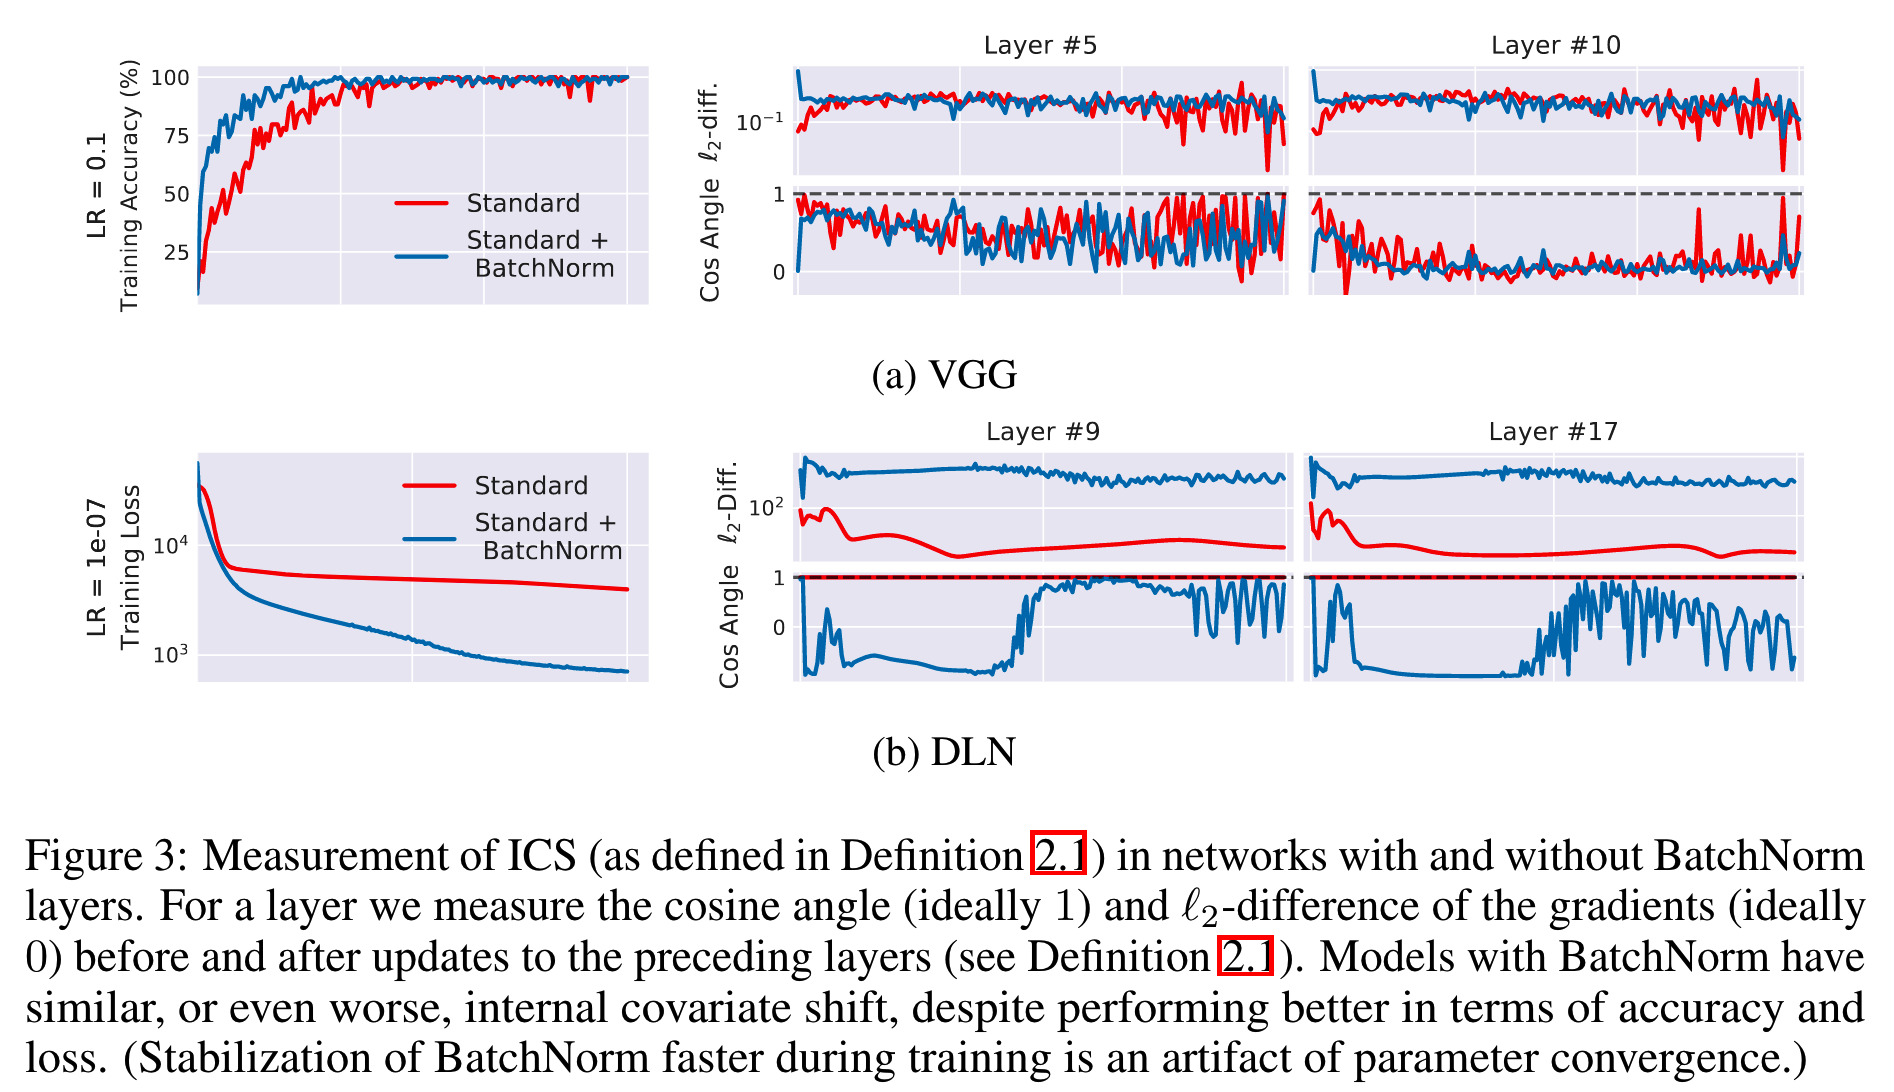 Layer #5
Layer #10
LR = 0.1
Training Accuracy (%)
100
75
50
25
Standard
Standard +
BatchNorm
ℓ₂-diff.
10⁻¹
Cos Angle
1
0
(a) VGG
Layer #9
Layer #17
LR = 1e-07
Training Loss
10⁴
10³
Standard
Standard +
BatchNorm
ℓ₂-Diff.
10²
Cos Angle
1
0
(b) DLN
Figure 3: Measurement of ICS (as defined in Definition 2.1) in networks with and without BatchNorm
layers. For a layer we measure the cosine angle (ideally 1) and ℓ₂-difference of the gradients (ideally
0) before and after updates to the preceding layers (see Definition 2.1). Models with BatchNorm have
similar, or even worse, internal covariate shift, despite performing better in terms of accuracy and
loss. (Stabilization of BatchNorm faster during training is an artifact of parameter convergence.)